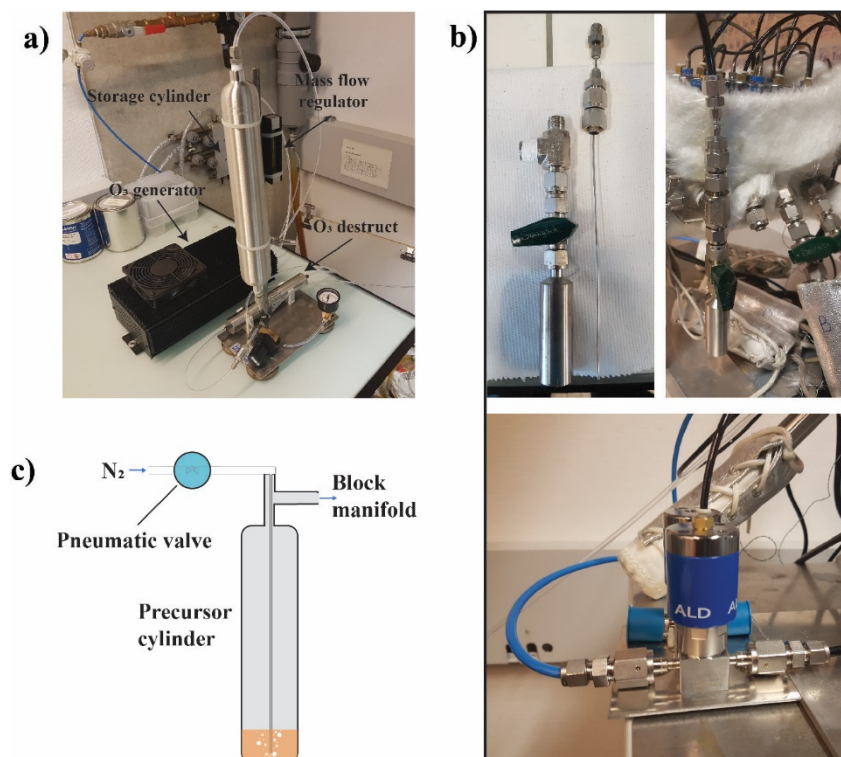 a)
Storage cylinder
Mass flow
regulator
O₃ generator
O₃ destruct
b)
ALD
c)
N₂
Pneumatic valve
Block
manifold
Precursor
cylinder